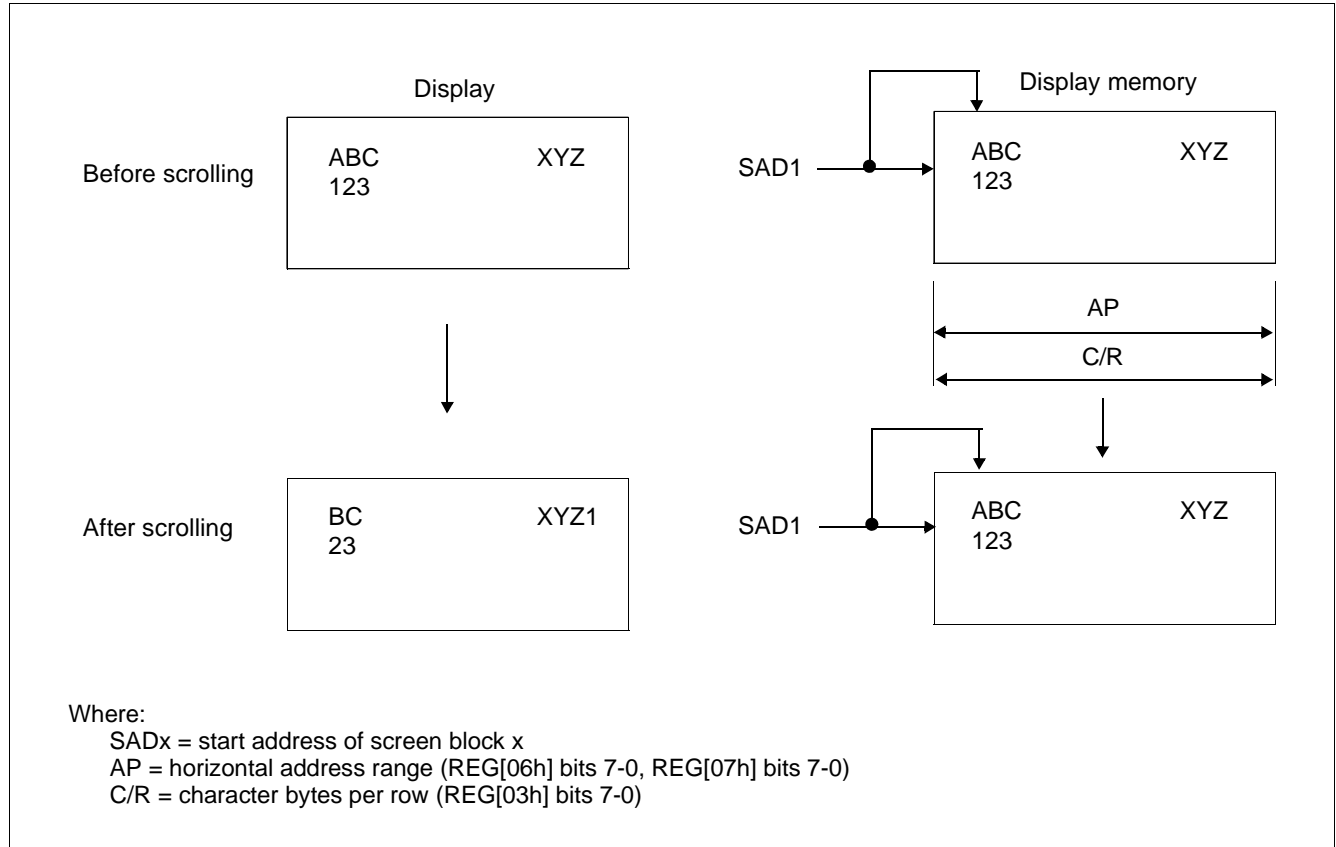 Display
Display memory
Before scrolling
ABC XYZ
123
SAD1
ABC XYZ
123
AP
C/R
After scrolling
BC XYZ1
23
SAD1
ABC XYZ
123
Where:
SADx = start address of screen block x
AP = horizontal address range (REG[06h] bits 7-0, REG[07h] bits 7-0)
C/R = character bytes per row (REG[03h] bits 7-0)